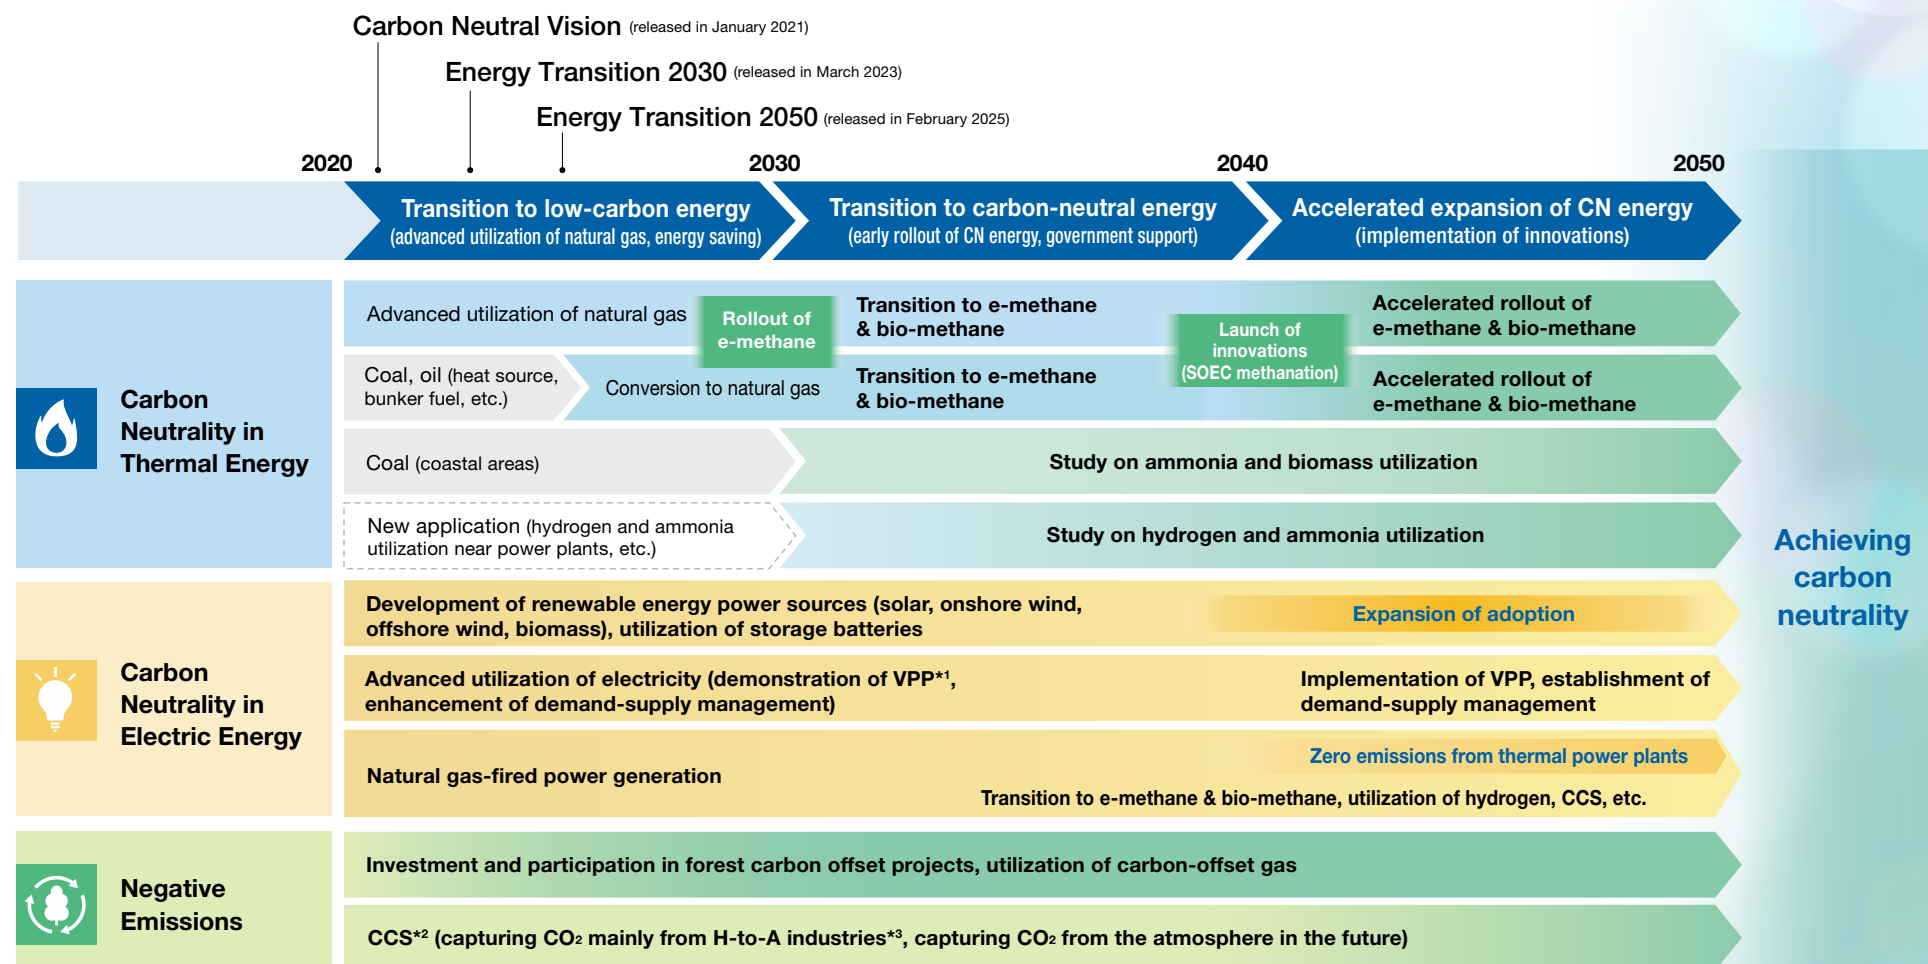 Carbon Neutral Vision (released in January 2021)
Energy Transition 2030 (released in March 2023)
Energy Transition 2050 (released in February 2025)
2020
2030
2040
2050
Transition to low-carbon energy
(advanced utilization of natural gas, energy saving)
Transition to carbon-neutral energy
(early rollout of CN energy, government support)
Accelerated expansion of CN energy
(implementation of innovations)
Carbon
Neutrality in
Thermal Energy
Advanced utilization of natural gas
Rollout of
e-methane
Transition to e-methane
& bio-methane
Launch of
innovations
(SOEC methanation)
Accelerated rollout of
e-methane & bio-methane
Coal, oil (heat source,
bunker fuel, etc.)
Conversion to natural gas
Transition to e-methane
& bio-methane
Accelerated rollout of
e-methane & bio-methane
Coal (coastal areas)
Study on ammonia and biomass utilization
New application (hydrogen and ammonia
utilization near power plants, etc.)
Study on hydrogen and ammonia utilization
Carbon
Neutrality in
Electric Energy
Development of renewable energy power sources (solar, onshore wind,
offshore wind, biomass), utilization of storage batteries
Expansion of adoption
Advanced utilization of electricity (demonstration of VPP*1,
enhancement of demand-supply management)
Implementation of VPP, establishment of
demand-supply management
Natural gas-fired power generation
Zero emissions from thermal power plants
Transition to e-methane & bio-methane, utilization of hydrogen, CCS, etc.
Negative
Emissions
Investment and participation in forest carbon offset projects, utilization of carbon-offset gas
CCS*2 (capturing CO2 mainly from H-to-A industries*3, capturing CO2 from the atmosphere in the future)
Achieving
carbon
neutrality